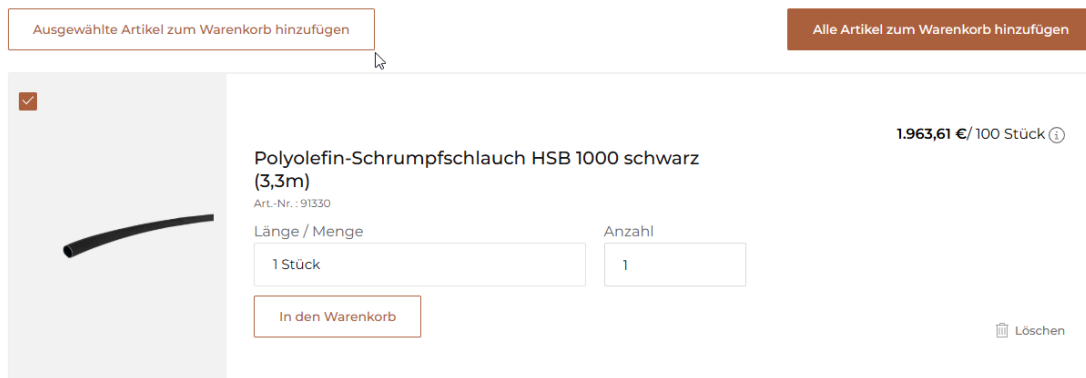 Ausgewählte Artikel zum Warenkorb hinzufügen
Alle Artikel zum Warenkorb hinzufügen
1.963,61 €/ 100 Stück
Polyolefin-Schrumpfschlauch HSB 1000 schwarz
(3,3m)
Art.-Nr. : 91330
Länge / Menge
Anzahl
1 Stück
1
In den Warenkorb
Löschen